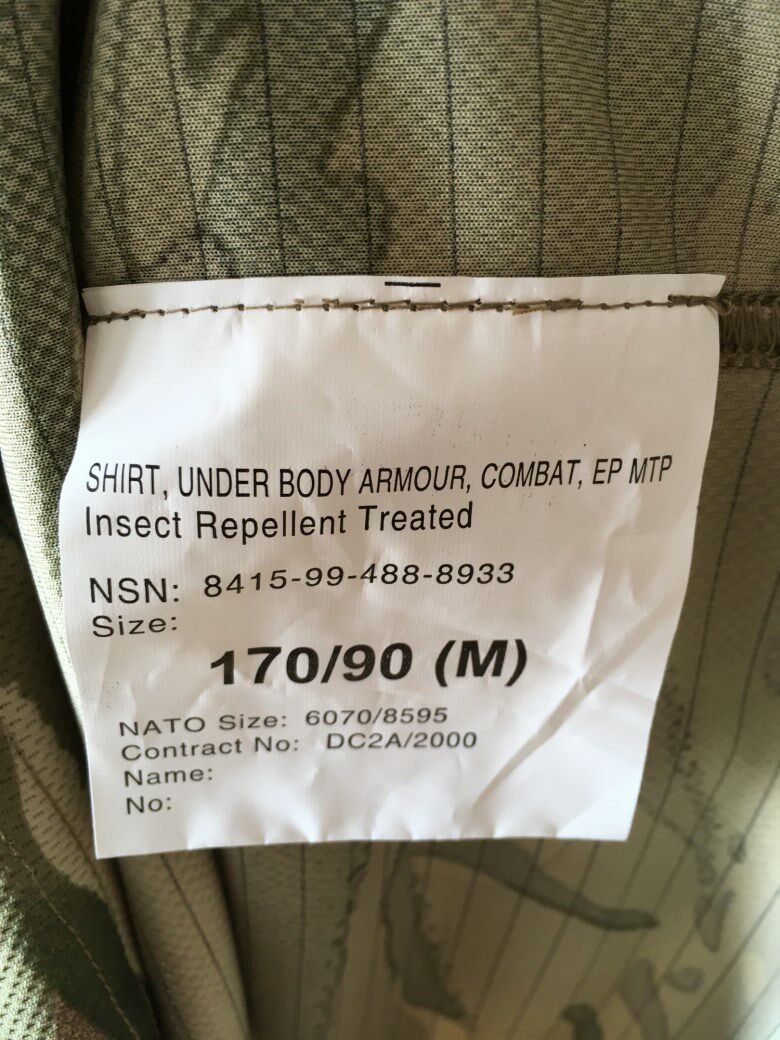 SHIRT, UNDER BODY ARMOUR, COMBAT, EP MTP
Insect Repellent Treated
NSN: 8415-99-488-8933
Size:
170/90 (M)
NATO Size: 6070/8595
Contract No: DC2A/2000
Name:
No: